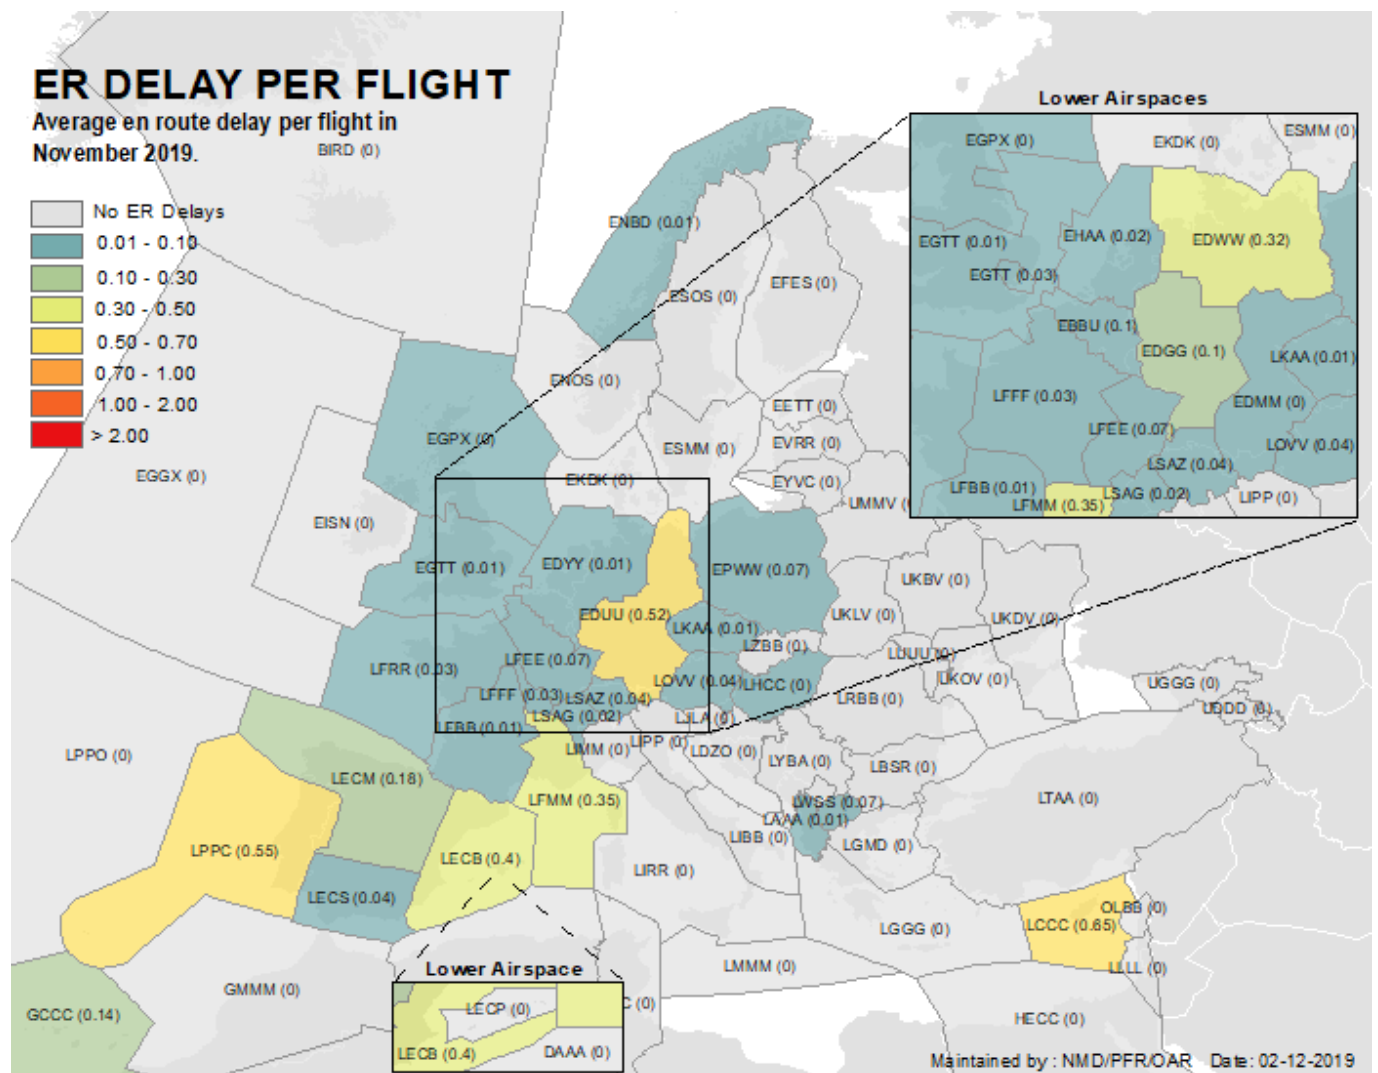 ER DELAY PER FLIGHT
Average en route delay per flight in
November 2019.
No ER Delays
0.01 - 0.10
0.10 - 0.30
0.30 - 0.50
0.50 - 0.70
0.70 - 1.00
1.00 - 2.00
> 2.00
BIRD (0)
ENBD (0.01)
ESOS (0)
EFES (0)
ENOS (0)
EETT (0)
EGPX (0)
ESMM (0)
EVRR (0)
EGGX (0)
EKDK (0)
EYVC (0)
UMMV (
EISN (0)
EGTT (0.01)
EDYY (0.01)
EPWW (0.07)
UKBV (0)
EDUU (0.52)
LKAA (0.01)
UKLV (0)
UKDV (0)
LZBB (0)
LUUU (0)
LFRR (0.03)
LFEE (0.07)
LOVV (0.04)
LHCC (0)
UKOV (0)
UGGG (0)
LFFF (0.03)
LSAZ (0.04)
LRBB (0)
UDDD (0)
LFBB (0.01)
LSAG (0.02)
LJLA (0)
LPPO (0)
LIMM (0)
LIPP (0)
LDZO (0)
LYBA (0)
LBSR (0)
LECM (0.18)
LFMM (0.35)
LWSS (0.07)
LTAA (0)
LAAA (0.01)
LIBB (0)
LGMD (0)
LPPC (0.55)
LECB (0.4)
LIRR (0)
LECS (0.04)
OLBB (0)
LCCC (0.65)
LGGG (0)
LMMM (0)
LLLL (0)
GMMM (0)
C (0)
GCCC (0.14)
HECC (0)
Lower Airspace
LECP (0)
LECB (0.4)
DAAA (0)
Lower Airspaces
EGPX (0)
EKDK (0)
ESMM (0)
EGTT (0.01)
EHAA (0.02)
EDWW (0.32)
EGTT (0.03)
EBBU (0.1)
EDGG (0.1)
LKAA (0.01)
LFFF (0.03)
EDMM (0)
LFEE (0.07)
LOVV (0.04)
LSAZ (0.04)
LFBB (0.01)
LSAG (0.02)
LIPP (0)
LFMM (0.35)
Maintained by : NMD/PFR/OAR Date: 02-12-2019